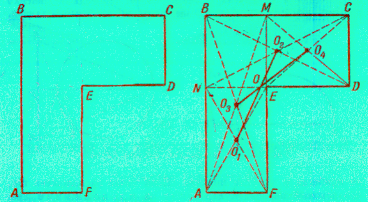 B C B M C
O₂ O₄
E D N O E D
O₃
O₁
A F A F